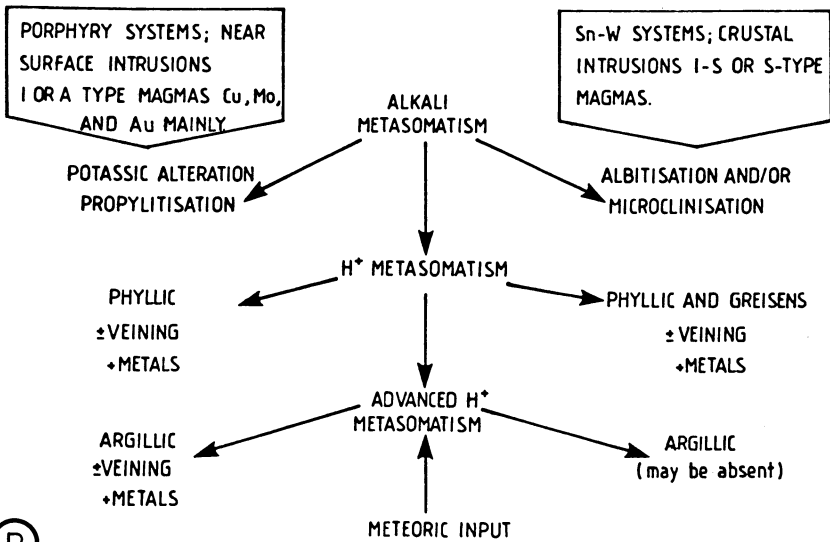 PORPHYRY SYSTEMS; NEAR
SURFACE INTRUSIONS
I OR A TYPE MAGMAS Cu, Mo,
AND Au MAINLY.
Sn-W SYSTEMS; CRUSTAL
INTRUSIONS I-S OR S-TYPE
MAGMAS.
ALKALI
METASOMATISM
POTASSIC ALTERATION
PROPYLITISATION
ALBITISATION AND/OR
MICROCLINISATION
H+ METASOMATISM
PHYLLIC
±VEINING
+METALS
PHYLLIC AND GREISENS
±VEINING
+METALS
ADVANCED H+
METASOMATISM
ARGILLIC
±VEINING
+METALS
ARGILLIC
(may be absent)
METEORIC INPUT